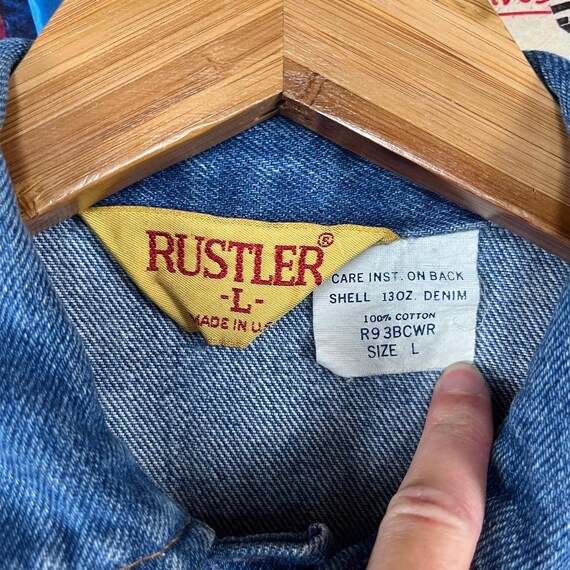 RUSTLER®
-L-
MADE IN U.S
CARE INST. ON BACK
SHELL 13OZ. DENIM
100% COTTON
R93BCWR
SIZE L